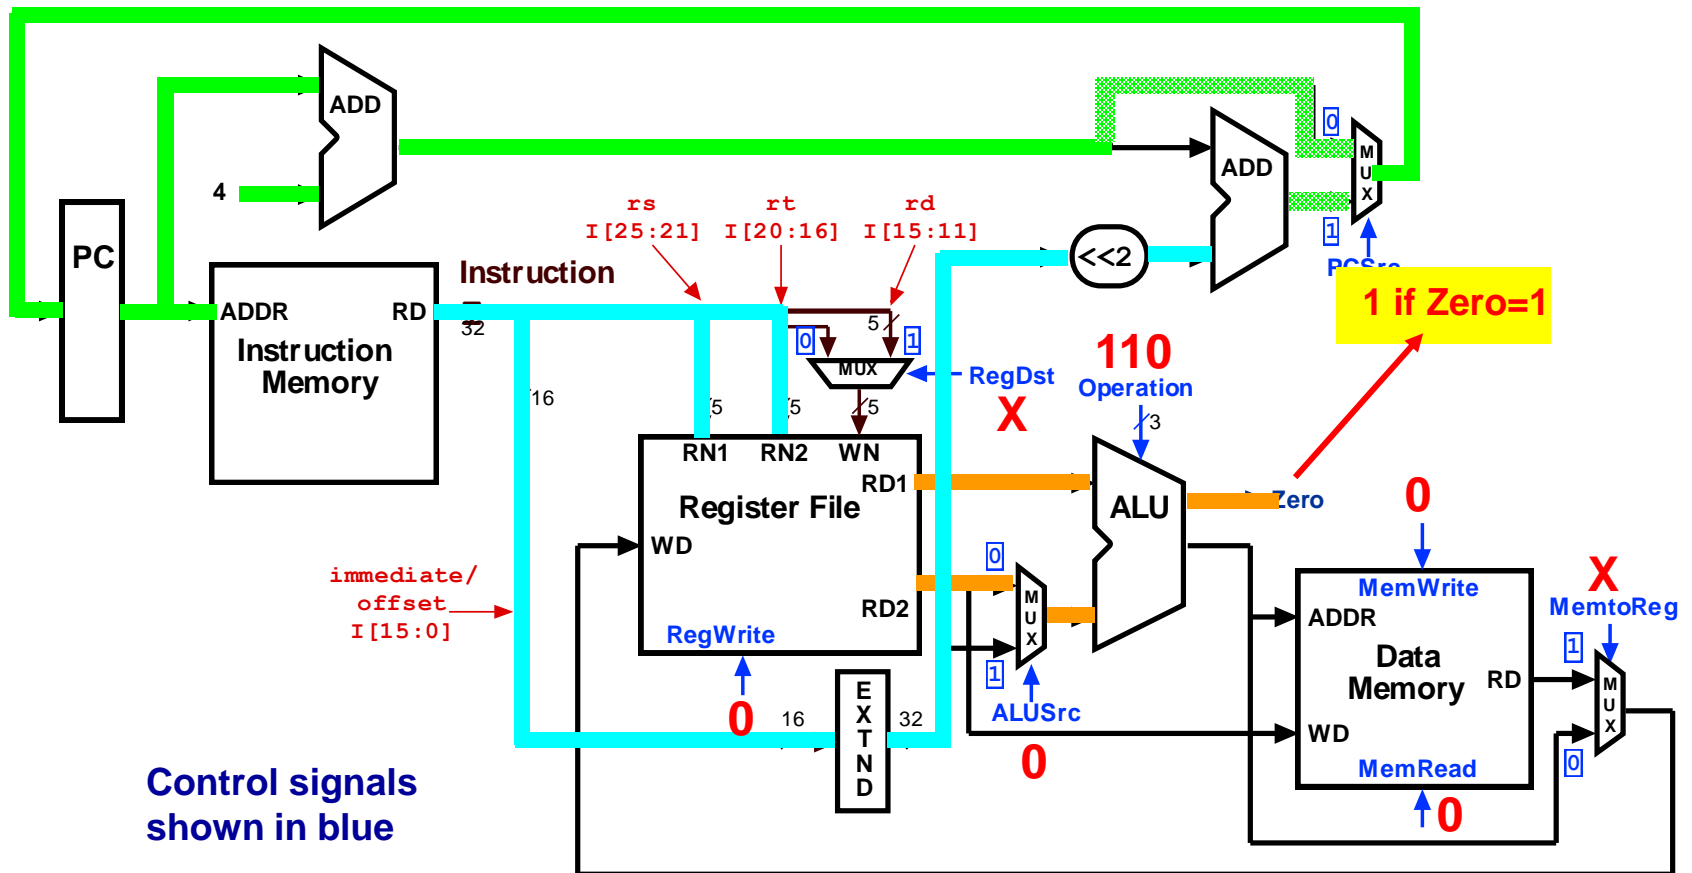 ADD
0
M
U
X
ADD
4
rs
I[25:21]
rt
I[20:16]
rd
I[15:11]
1
PC
<<2
PCSrc
Instruction
1 if Zero=1
ADDR
RD
32
5
0
1
Instruction
Memory
MUX
110
RegDst
Operation
16
5
5
5
X
3
RN1
RN2
WN
RD1
Register File
ALU
Zero
0
WD
0
immediate/
offset
I[15:0]
M
U
X
MemWrite
X
MemtoReg
RD2
ADDR
RegWrite
1
Data
Memory
RD
1
M
U
X
E
X
T
N
D
0
16
32
ALUSrc
0
WD
0
MemRead
0
Control signals
shown in blue